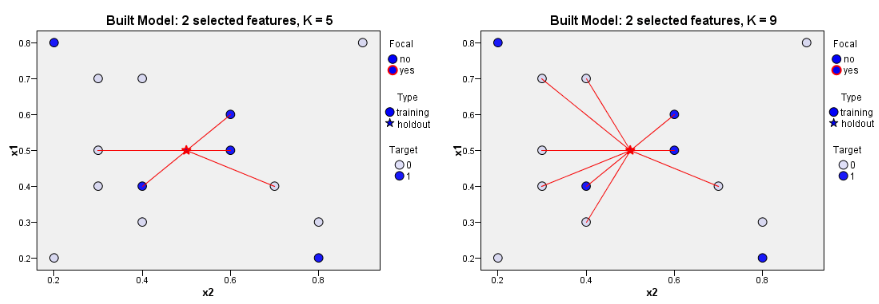 Built Model: 2 selected features, K = 5
0.8
0.7
0.6
0.5
0.4
0.3
0.2
x1
0.2
0.4
0.6
0.8
x2
Focal
no
yes
Type
training
holdout
Target
0
1
Built Model: 2 selected features, K = 9
0.8
0.7
0.6
0.5
0.4
0.3
0.2
x1
0.2
0.4
0.6
0.8
x2
Focal
no
yes
Type
training
holdout
Target
0
1